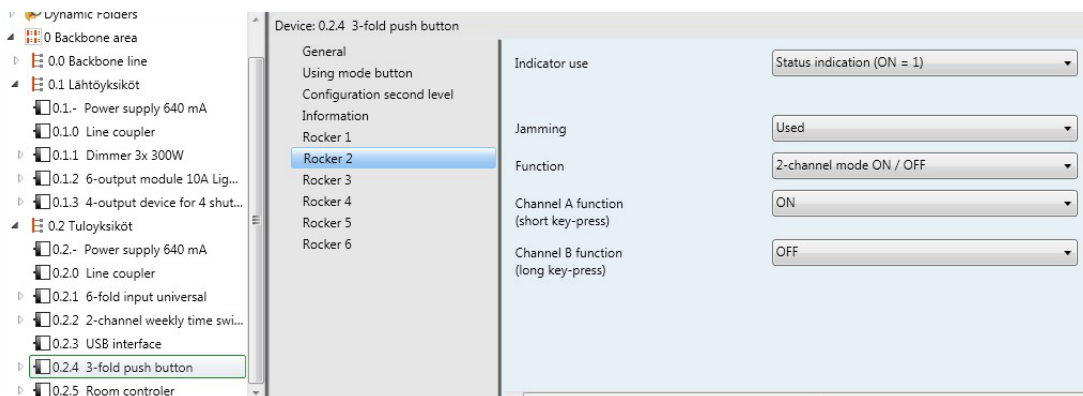 Dynamic Folders
0 Backbone area
0.0 Backbone line
0.1 Lähtöyksiköt
0.1.- Power supply 640 mA
0.1.0 Line coupler
0.1.1 Dimmer 3x 300W
0.1.2 6-output module 10A Lig...
0.1.3 4-output device for 4 shut...
0.2 Tuloyksiköt
0.2.- Power supply 640 mA
0.2.0 Line coupler
0.2.1 6-fold input universal
0.2.2 2-channel weekly time swi...
0.2.3 USB interface
0.2.4 3-fold push button
0.2.5 Room controler
Device: 0.2.4 3-fold push button
General
Using mode button
Configuration second level
Information
Rocker 1
Rocker 2
Rocker 3
Rocker 4
Rocker 5
Rocker 6
Indicator use
Status indication (ON = 1)
Jamming
Used
Function
2-channel mode ON / OFF
Channel A function
(short key-press)
ON
Channel B function
(long key-press)
OFF